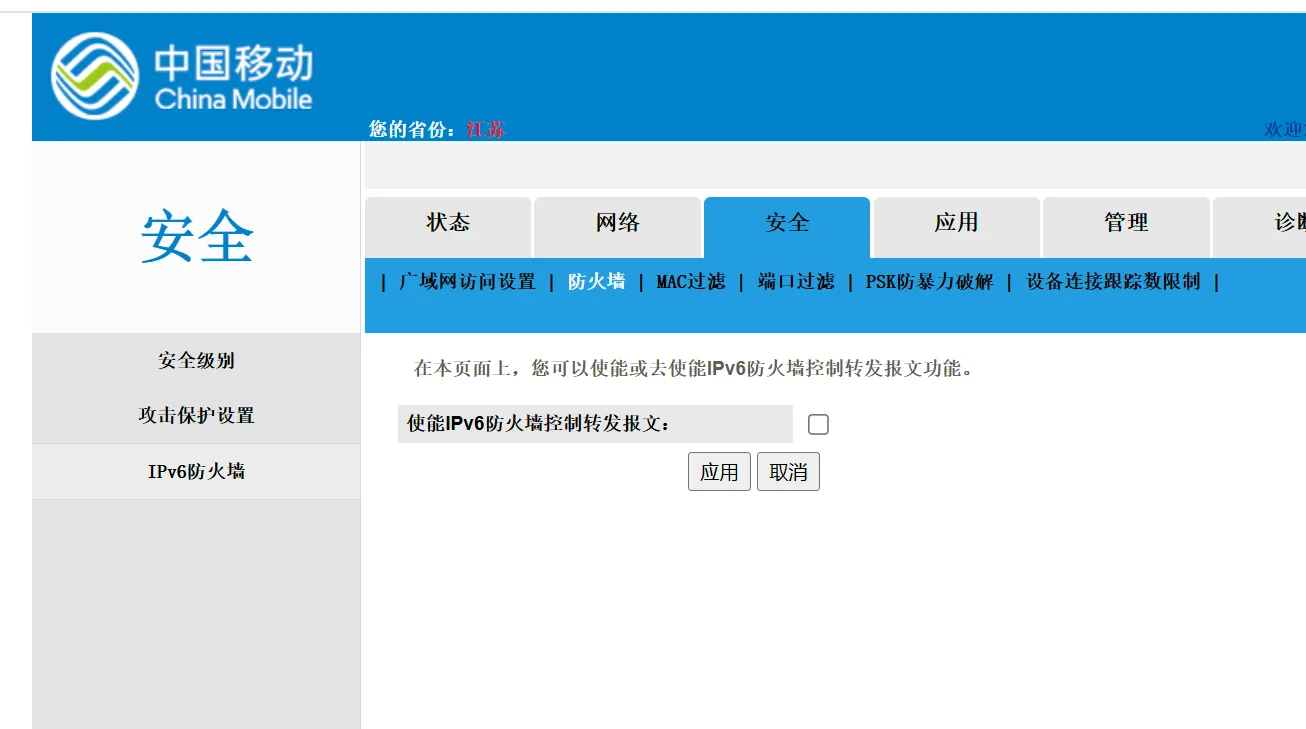 中国移动
China Mobile
您的省份：江苏
欢迎
安全
状态 网络 安全 应用 管理 诊断
| 广域网访问设置 | 防火墙 | MAC过滤 | 端口过滤 | PSK防暴力破解 | 设备连接跟踪数限制 |
安全级别
攻击保护设置
IPv6防火墙
在本页面上，您可以使能或去使能IPv6防火墙控制转发报文功能。
使能IPv6防火墙控制转发报文：
应用 取消